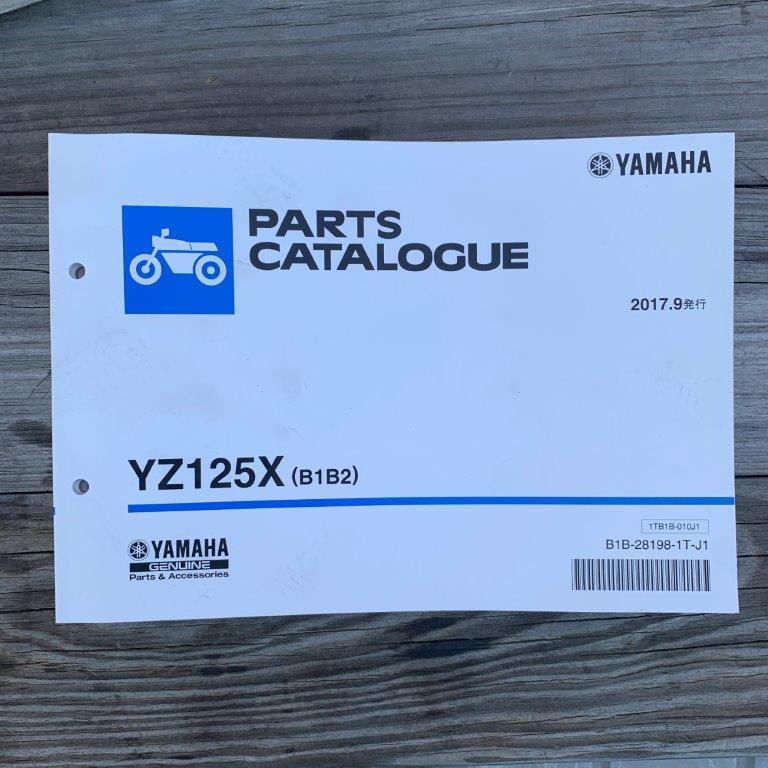 YAMAHA
PARTS
CATALOGUE
2017.9発行
YZ125X (B1B2)
YAMAHA
GENUINE
Parts & Accessories
1TB1B-010J1
B1B-28198-1T-J1